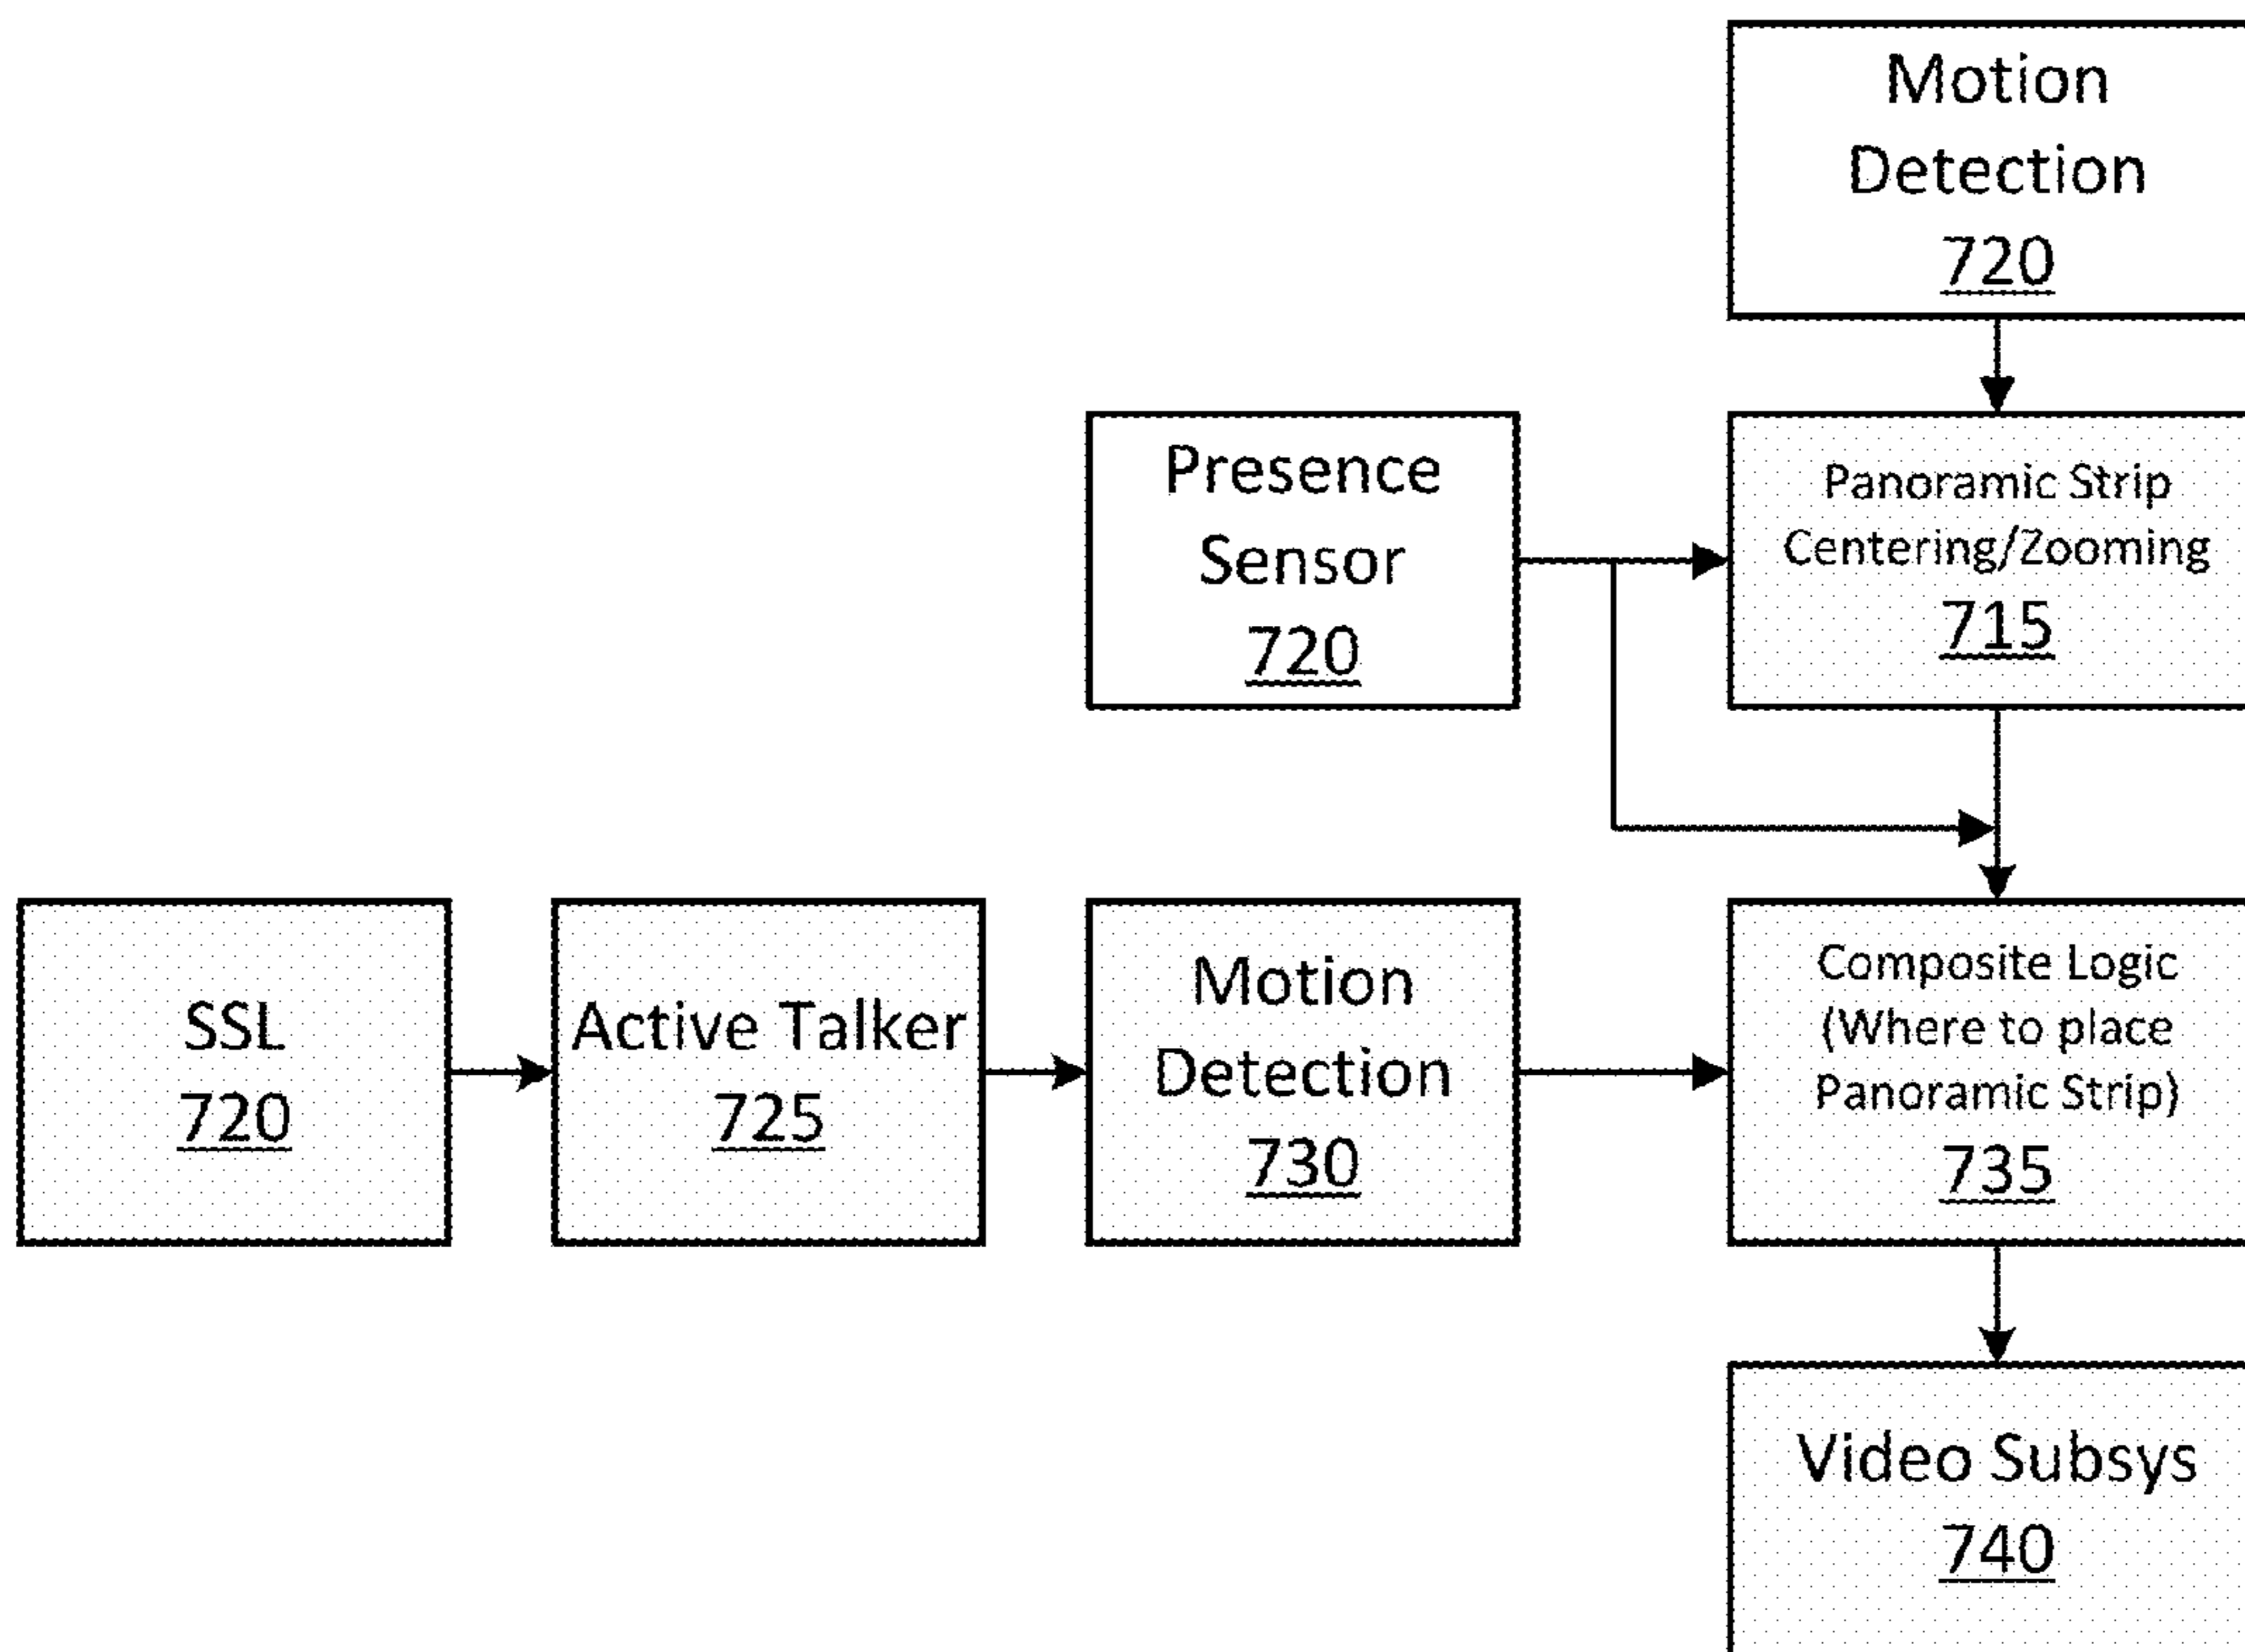 Motion
Detection
720
Presence
Sensor
720
Panoramic Strip
Centering/Zooming
715
SSL
720
Active Talker
725
Motion
Detection
730
Composite Logic
(Where to place
Panoramic Strip)
735
Video Subsys
740